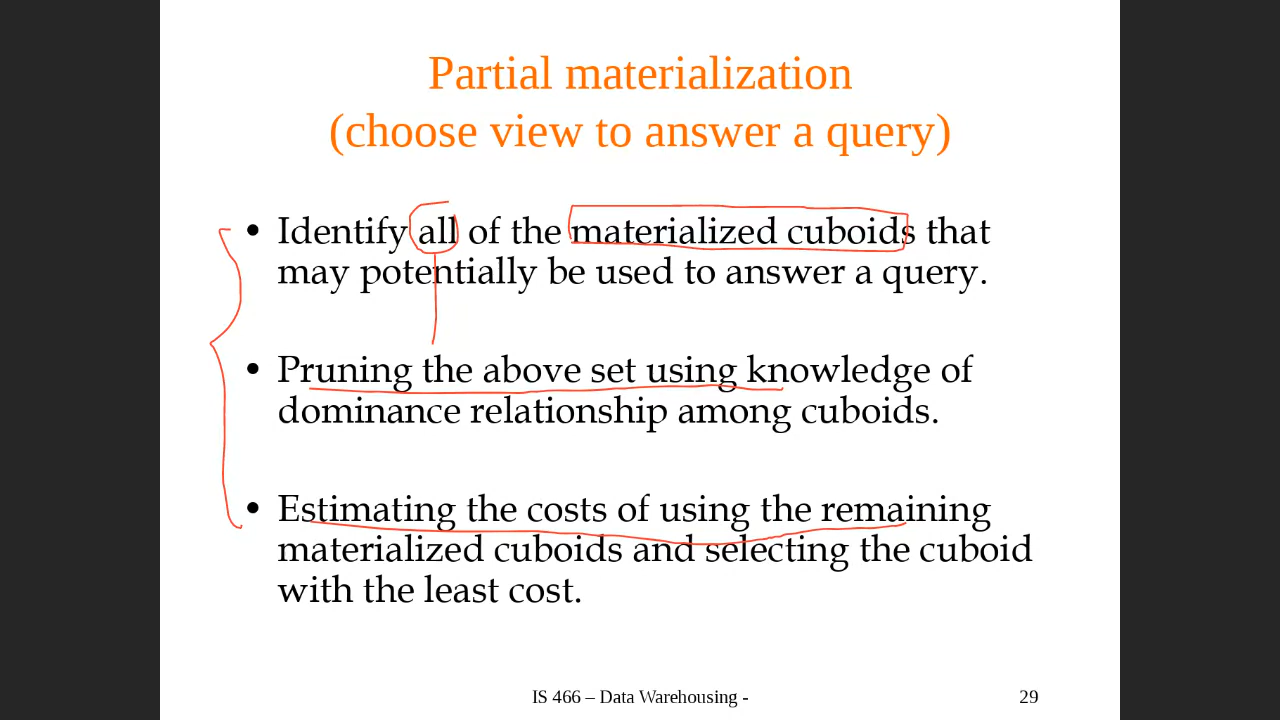 Partial materialization
(choose view to answer a query)
• Identify all of the materialized cuboids that
may potentially be used to answer a query.
• Pruning the above set using knowledge of
dominance relationship among cuboids.
• Estimating the costs of using the remaining
materialized cuboids and selecting the cuboid
with the least cost.
IS 466 – Data Warehousing -
29